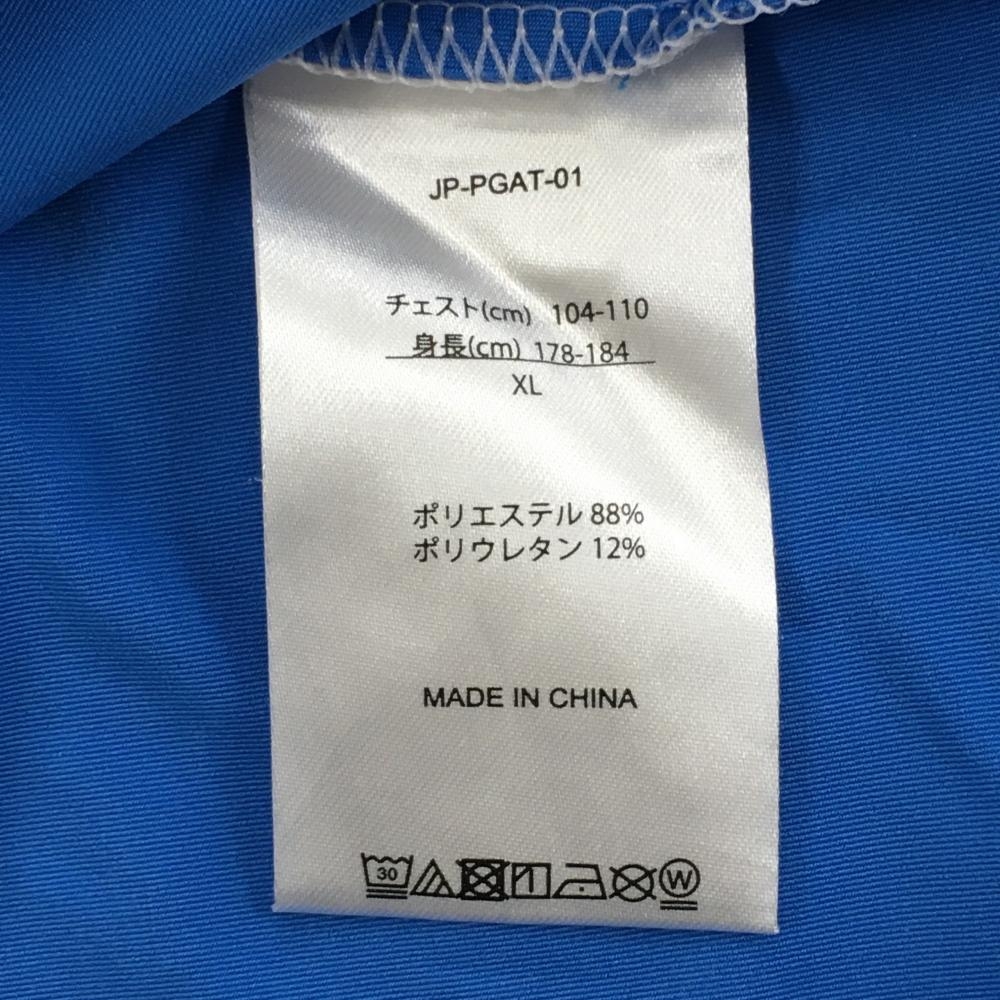 JP-PGAT-01
チェスト(cm) 104-110
身長(cm) 178-184
XL
ポリエステル 88%
ポリウレタン 12%
MADE IN CHINA
30 W